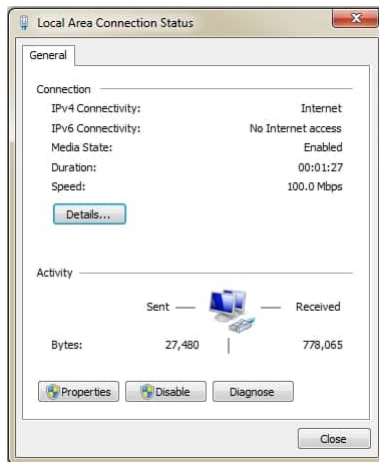 Local Area Connection Status
General
Connection
IPv4 Connectivity: Internet
IPv6 Connectivity: No Internet access
Media State: Enabled
Duration: 00:01:27
Speed: 100.0 Mbps
Details...
Activity
Sent Received
Bytes: 27,480 778,065
Properties Disable Diagnose
Close